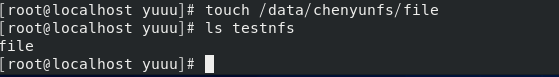 [root@localhost yuuu]# touch /data/chenyunfs/file
[root@localhost yuuu]# ls testnfs
file
[root@localhost yuuu]#